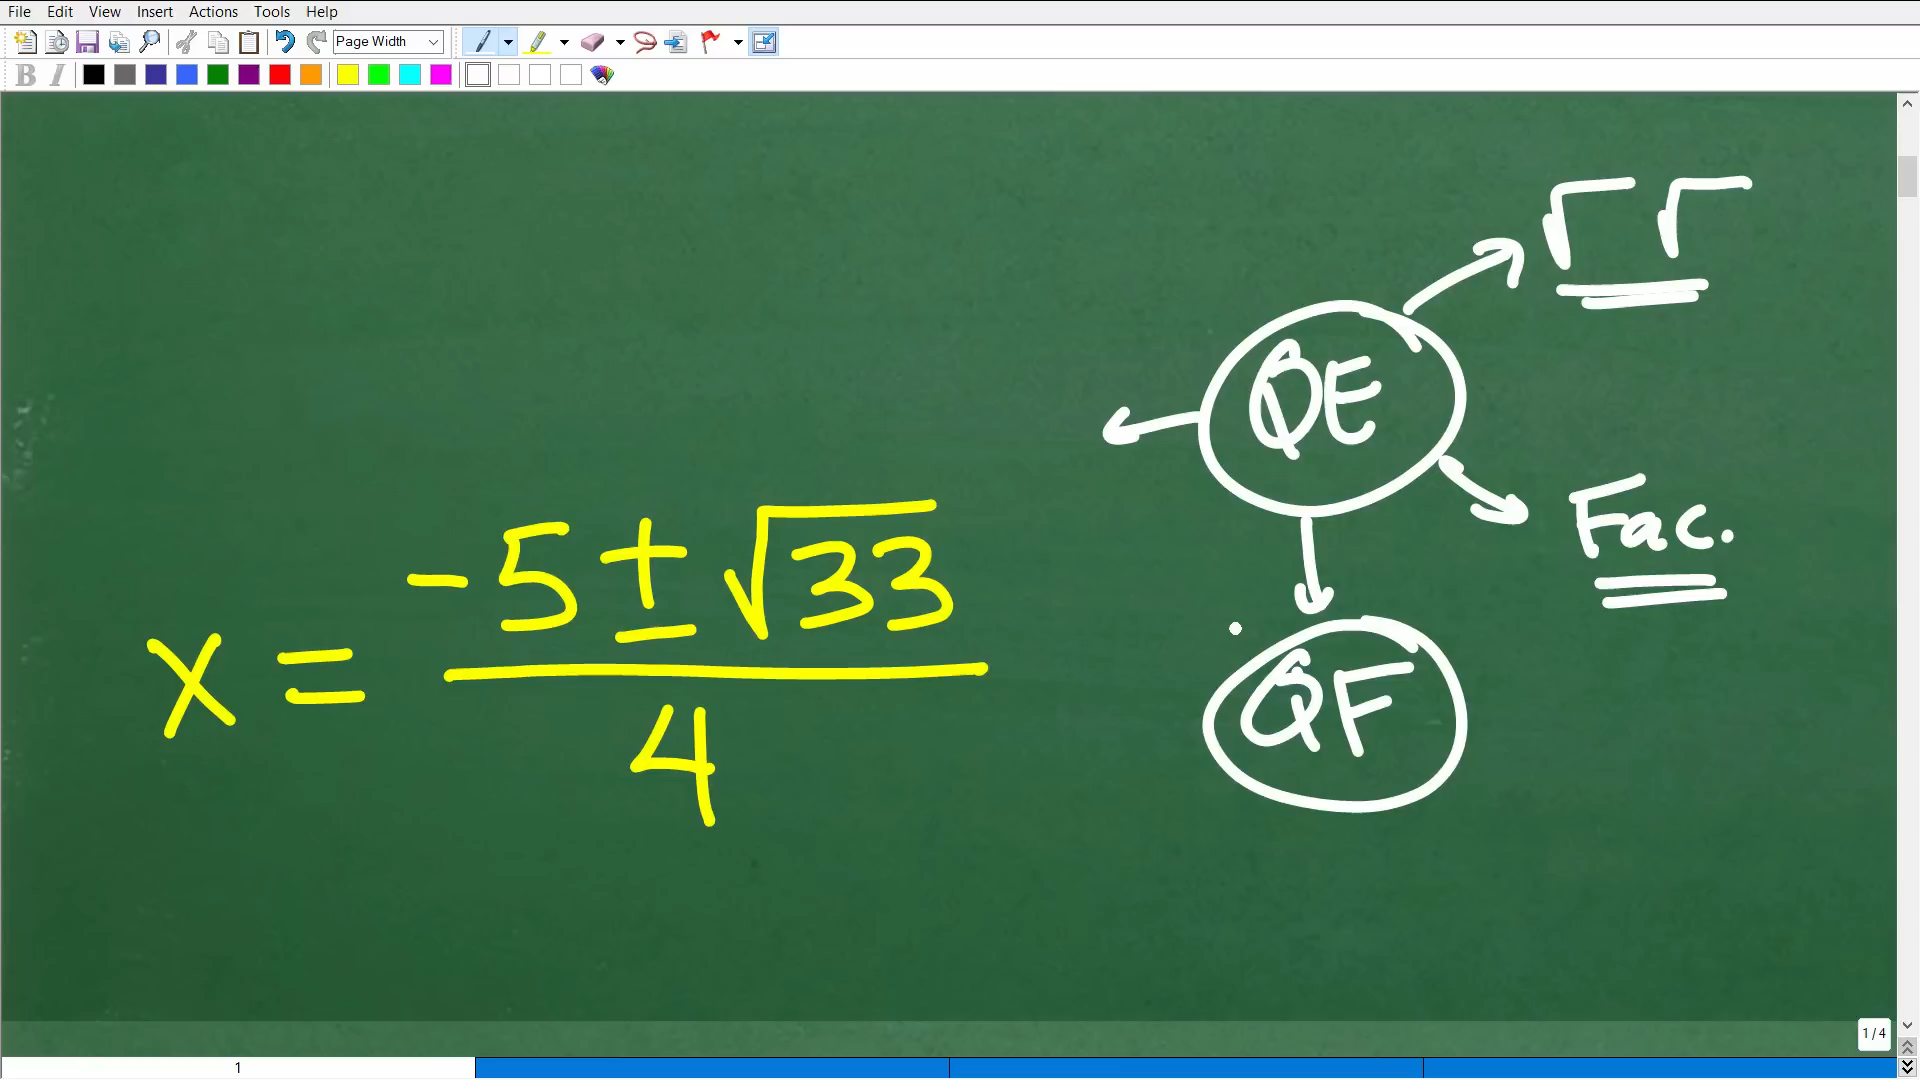 File Edit View Insert Actions Tools Help
Page Width
B I
√ √
QE
Fac.
x = -5 ± √33
4
QF
1 / 4
1